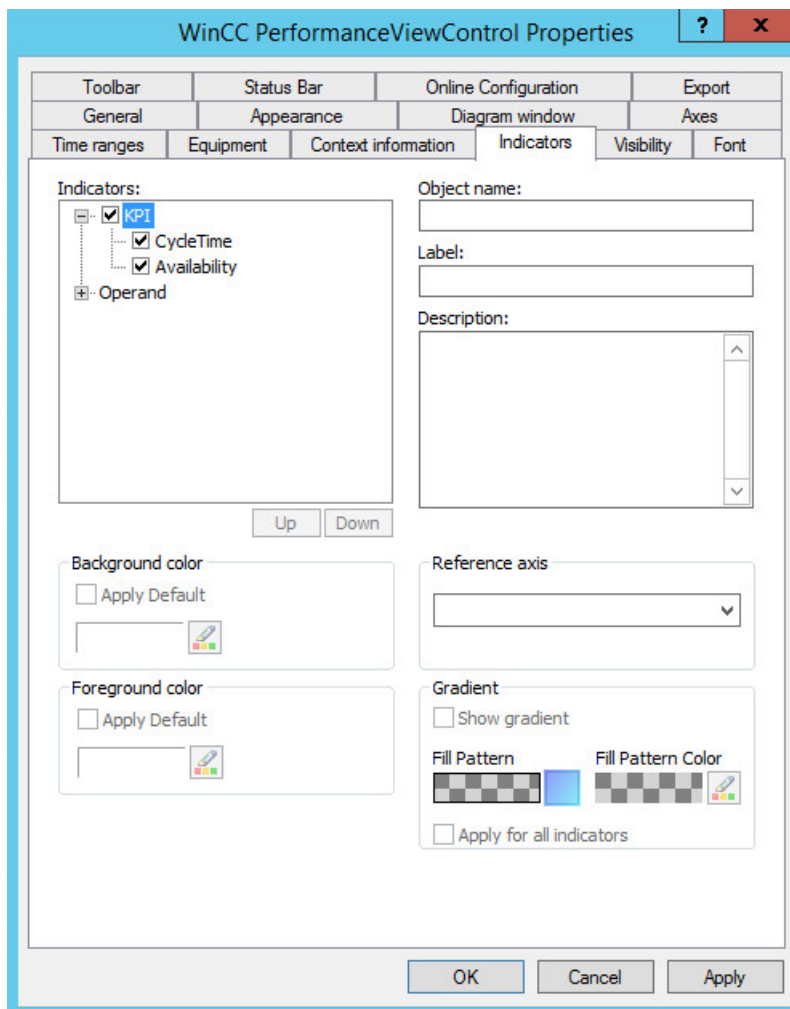 WinCC PerformanceViewControl Properties
?
x
Toolbar
Status Bar
Online Configuration
Export
General
Appearance
Diagram window
Axes
Time ranges
Equipment
Context information
Indicators
Visibility
Font
Indicators:
KPI
CycleTime
Availability
Operand
Up
Down
Object name:
Label:
Description:
Background color
Apply Default
Reference axis
Foreground color
Apply Default
Gradient
Show gradient
Fill Pattern
Fill Pattern Color
Apply for all indicators
OK
Cancel
Apply